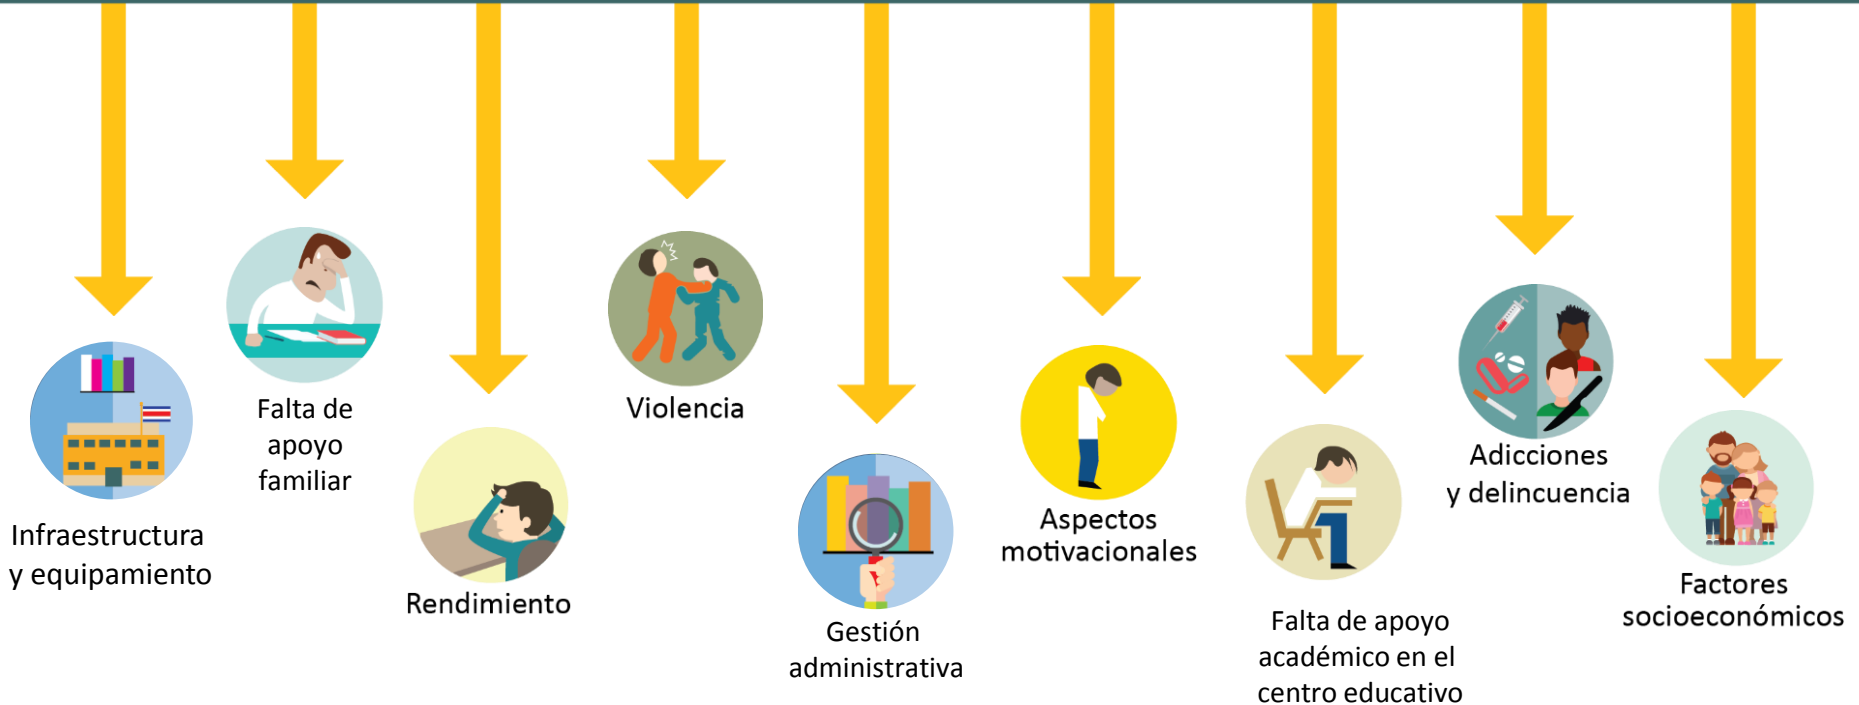 Infraestructura
y equipamiento
Falta de
apoyo
familiar
Rendimiento
Violencia
Gestión
administrativa
Aspectos
motivacionales
Falta de apoyo
académico en el
centro educativo
Adicciones
y delincuencia
Factores
socioeconómicos